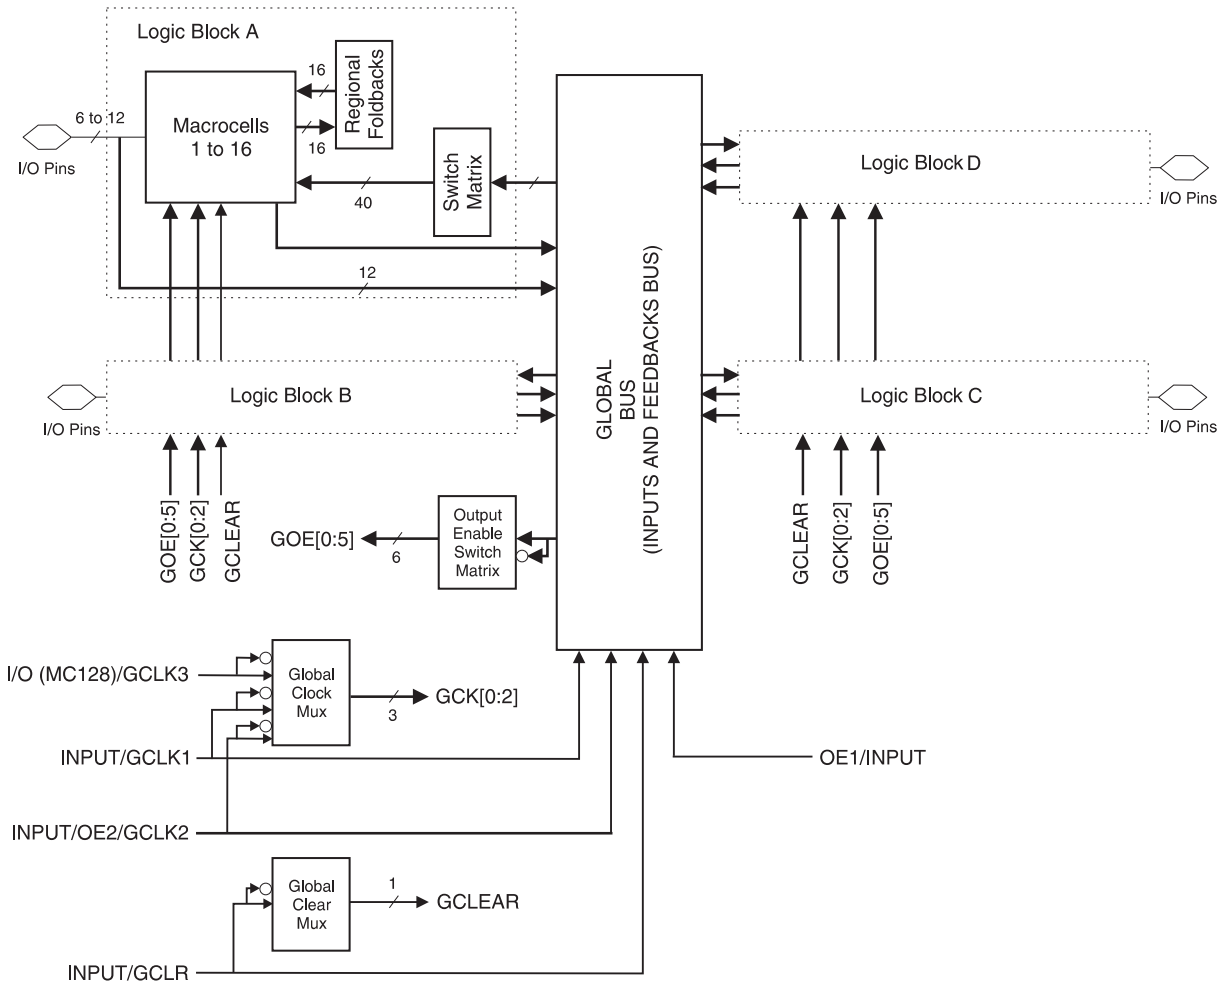 Logic Block A
Macrocells
1 to 16
16
16
Regional
Foldbacks
6 to 12
I/O Pins
40
Switch
Matrix
12
Logic Block D
I/O Pins
Logic Block B
I/O Pins
Logic Block C
I/O Pins
GLOBAL
BUS
(INPUTS AND FEEDBACKS BUS)
GOE[0:5]
GCK[0:2]
GCLEAR
GCLEAR
GCK[0:2]
GOE[0:5]
GOE[0:5]
6
Output
Enable
Switch
Matrix
I/O (MC128)/GCLK3
Global
Clock
Mux
3
GCK[0:2]
INPUT/GCLK1
OE1/INPUT
INPUT/OE2/GCLK2
Global
Clear
Mux
1
GCLEAR
INPUT/GCLR